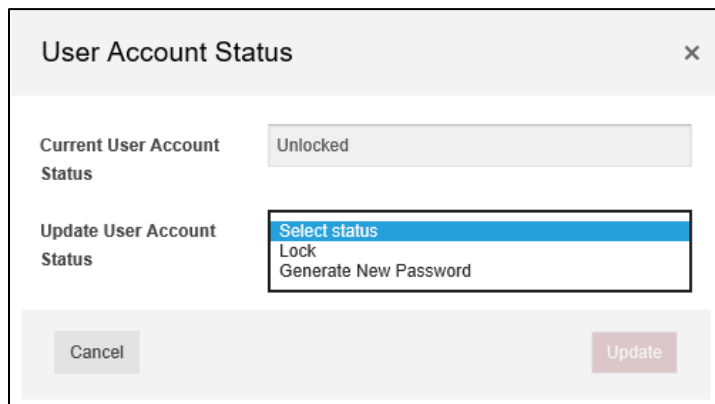 User Account Status
×
Current User Account
Status
Unlocked
Update User Account
Status
Select status
Lock
Generate New Password
Cancel
Update